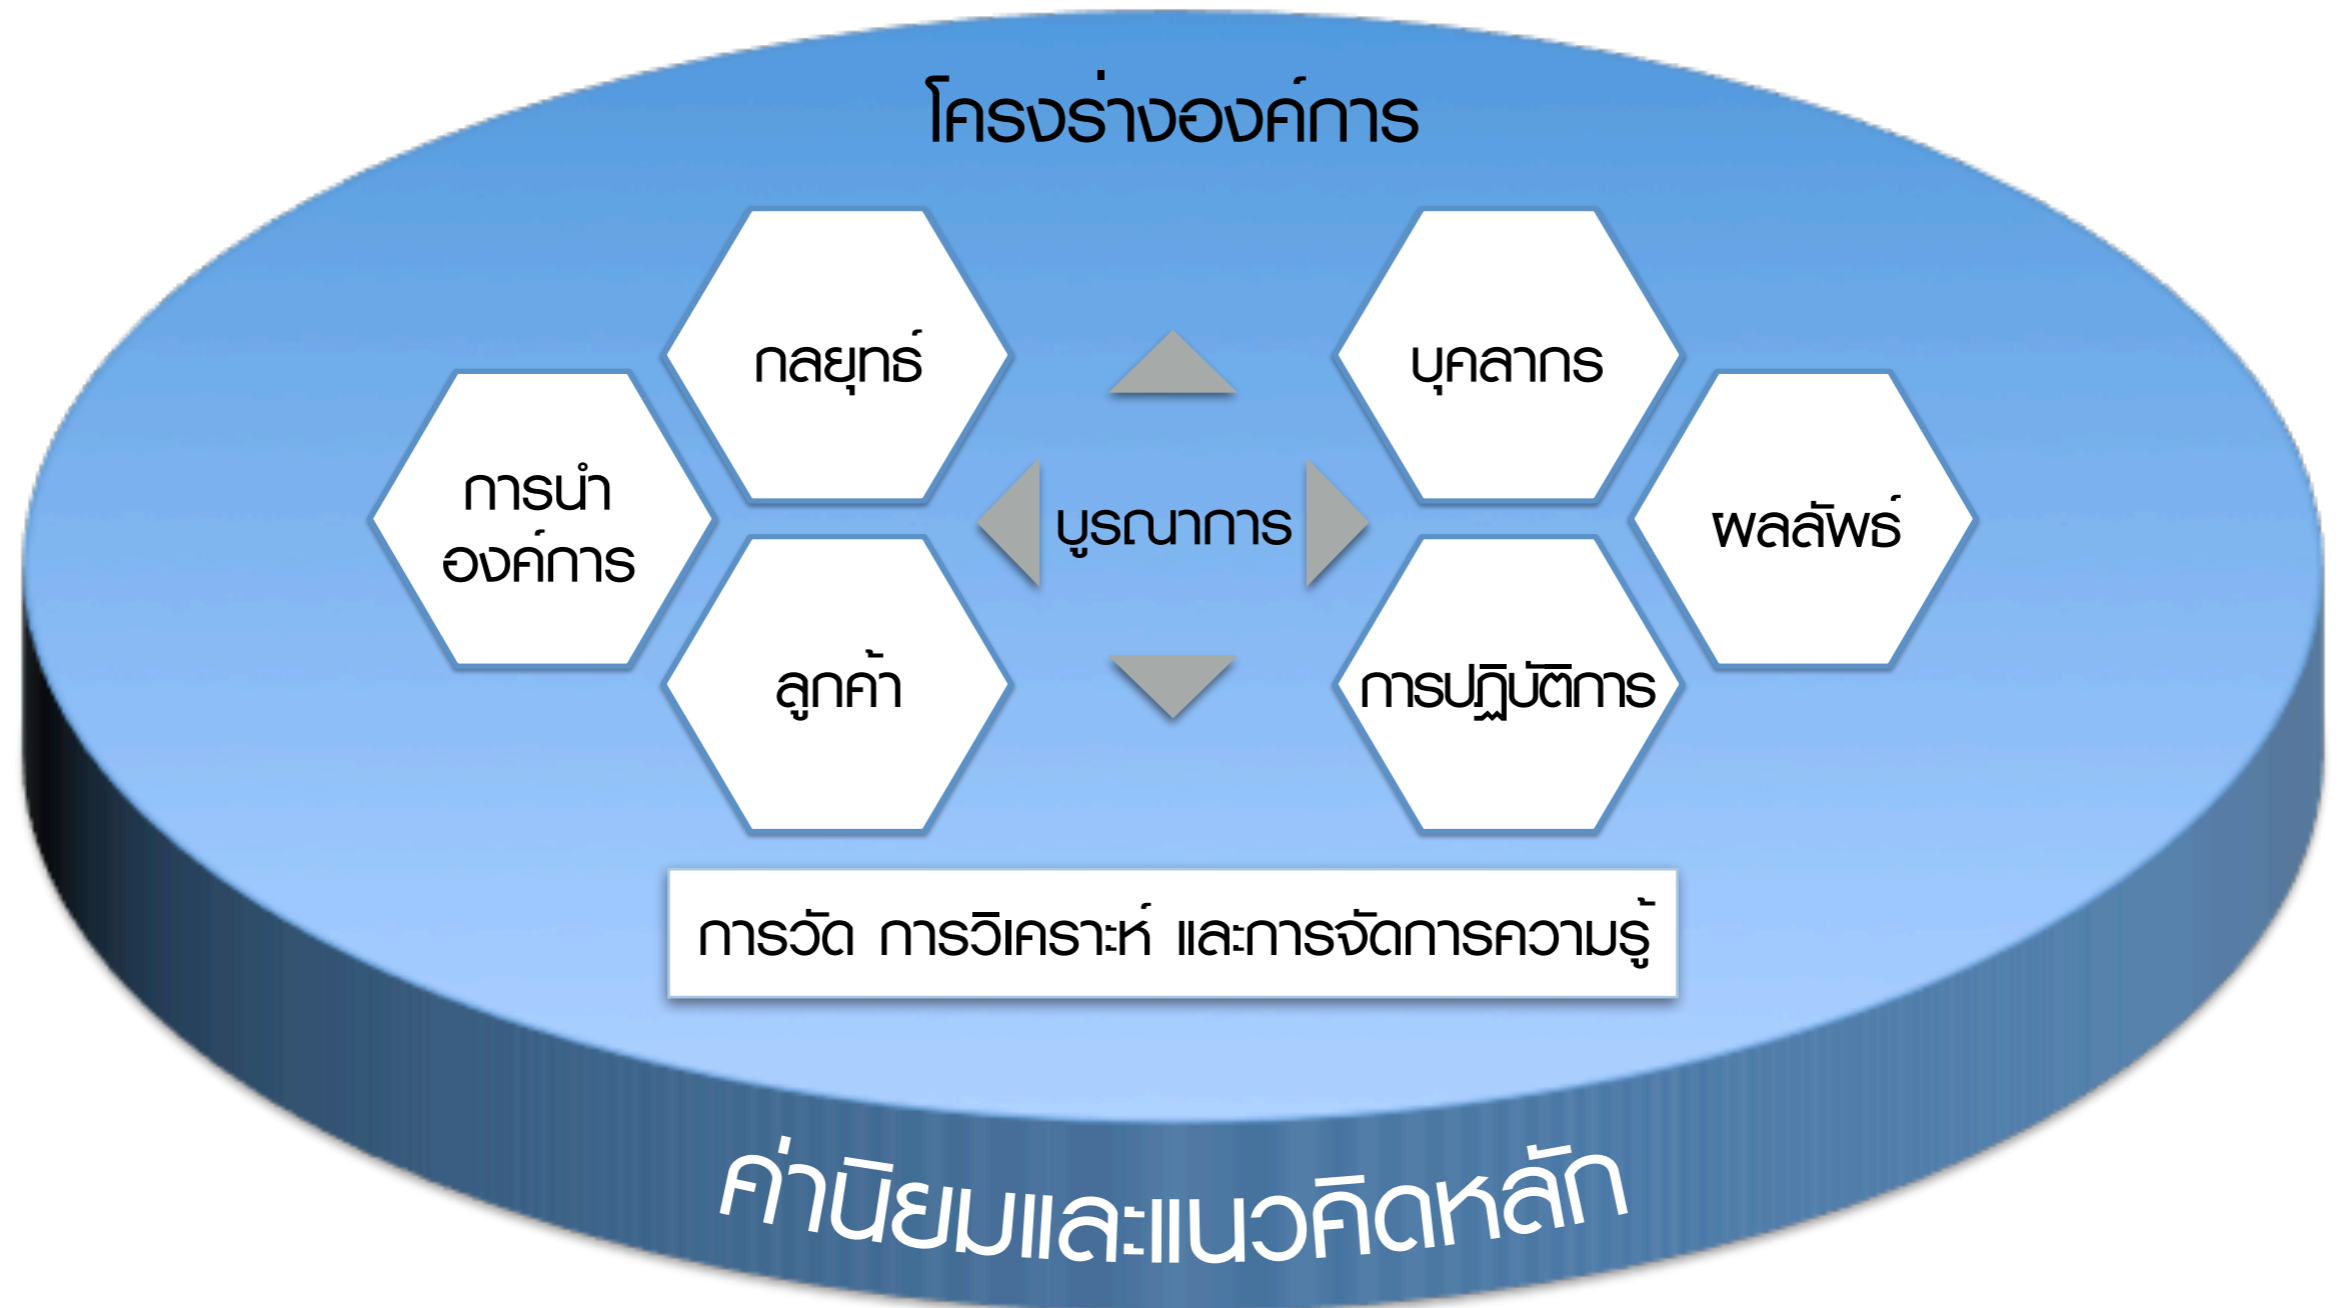 โครงร่างองค์การ
กลยุทธ์
บุคลากร
การนำ
องค์การ
บูรณาการ
ผลลัพธ์
ลูกค้า
การปฏิบัติการ
การวัด การวิเคราะห์ และการจัดการความรู้
ค่านิยมและแนวคิดหลัก